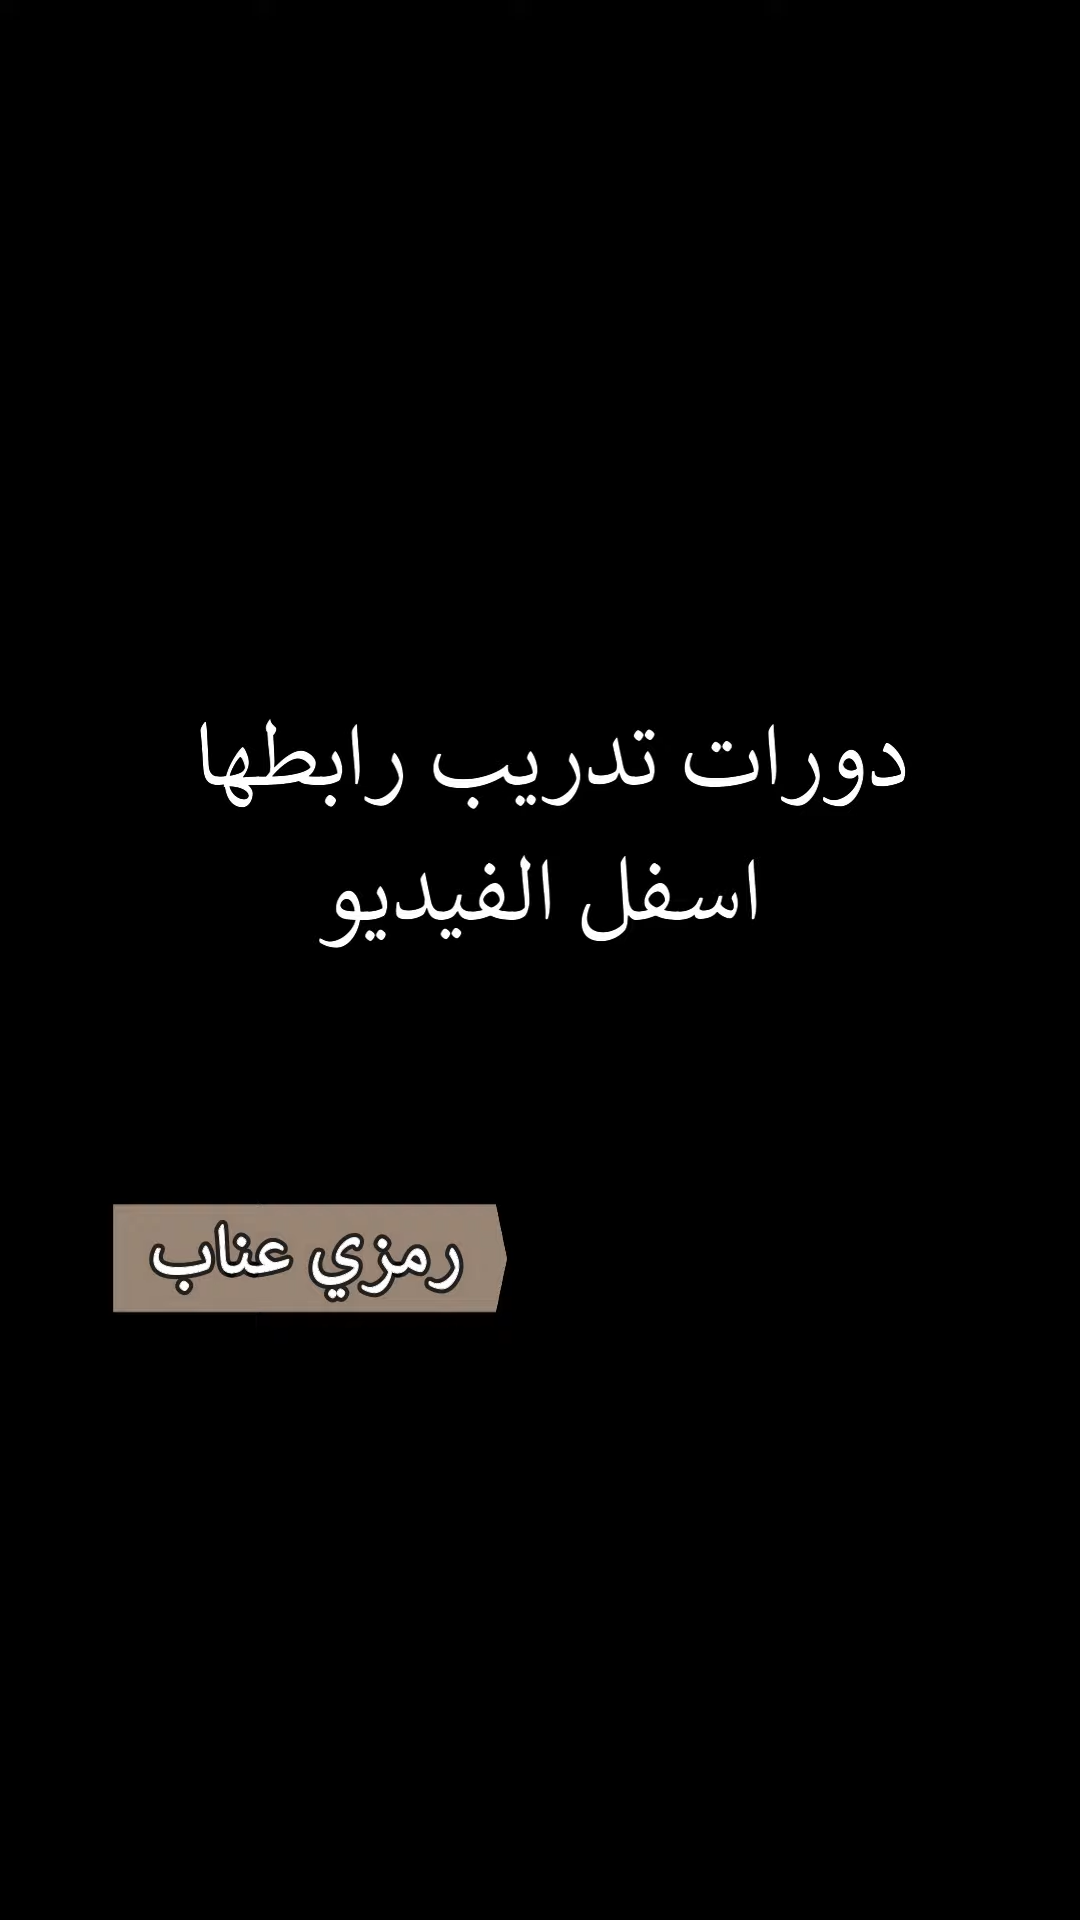 دورات تدريب رابطها
اسفل الفيديو
رمزي عناب